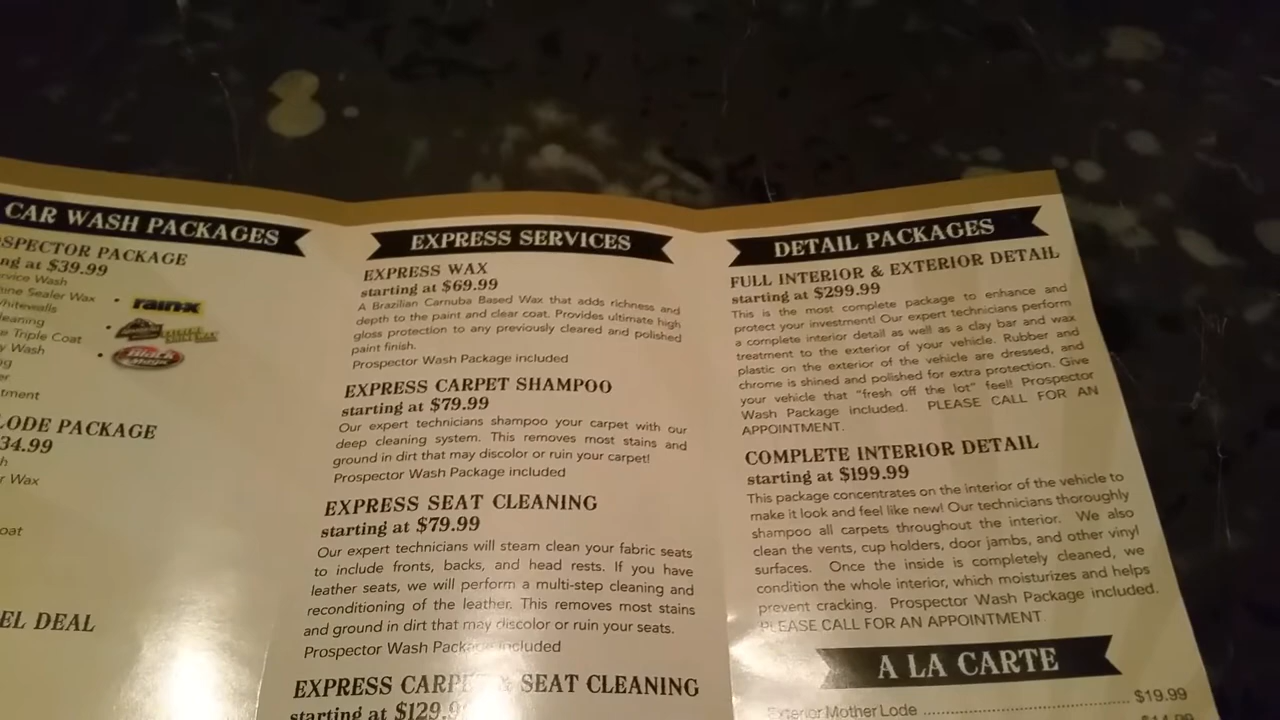 CAR WASH PACKAGES
SPECTOR PACKAGE
ng at $39.99
rvice Wash
ine Sealer Wax
Whitewalls
leaning
e Triple Coat
y Wash
ng
er
tment
• rain-x
•
• Black
LODE PACKAGE
34.99
h
r Wax
oat
EL DEAL
EXPRESS SERVICES
EXPRESS WAX
starting at $69.99
A Brazilian Carnuba Based Wax that adds richness and
depth to the paint and clear coat. Provides ultimate high
gloss protection to any previously cleared and polished
paint finish.
Prospector Wash Package included
EXPRESS CARPET SHAMPOO
starting at $79.99
Our expert technicians shampoo your carpet with our
deep cleaning system. This removes most stains and
ground in dirt that may discolor or ruin your carpet!
Prospector Wash Package included
EXPRESS SEAT CLEANING
starting at $79.99
Our expert technicians will steam clean your fabric seats
to include fronts, backs, and head rests. If you have
leather seats, we will perform a multi-step cleaning and
reconditioning of the leather. This removes most stains
and ground in dirt that may discolor or ruin your seats.
Prospector Wash Package included
EXPRESS CARPET & SEAT CLEANING
starting at $129.99
DETAIL PACKAGES
FULL INTERIOR & EXTERIOR DETAIL
starting at $299.99
This is the most complete package to enhance and
protect your investment! Our expert technicians perform
a complete interior detail as well as a clay bar and wax
treatment to the exterior of your vehicle. Rubber and
plastic on the exterior of the vehicle are dressed, and
chrome is shined and polished for extra protection. Give
your vehicle that "fresh off the lot" feel! Prospector
Wash Package included. PLEASE CALL FOR AN
APPOINTMENT.
COMPLETE INTERIOR DETAIL
starting at $199.99
This package concentrates on the interior of the vehicle to
make it look and feel like new! Our technicians thoroughly
shampoo all carpets throughout the interior. We also
clean the vents, cup holders, door jambs, and other vinyl
surfaces. Once the inside is completely cleaned, we
condition the whole interior, which moisturizes and helps
prevent cracking. Prospector Wash Package included.
PLEASE CALL FOR AN APPOINTMENT
A LA CARTE
Exterior Mother Lode ........................................ $19.99